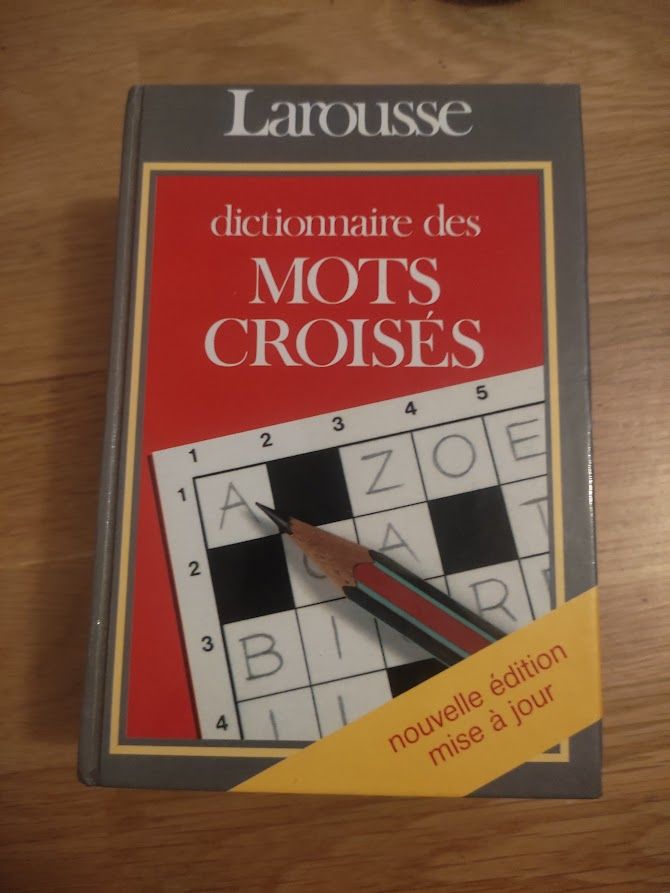 Larousse
dictionnaire des
MOTS
CROISÉS
1 2 3 4 5
1 A Z O E
2 A T
3 B I R
4
nouvelle édition
mise à jour